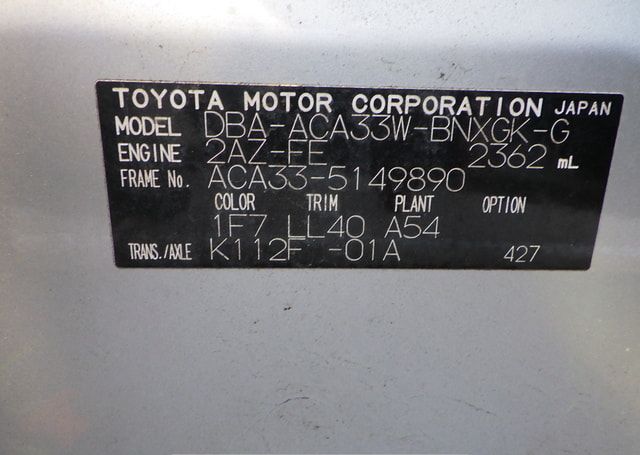 TOYOTA MOTOR CORPORATION JAPAN
MODEL DBA-ACA33W-BNXGK-G
ENGINE 2AZ-FE 2362 mL
FRAME No. ACA33-5149890
COLOR TRIM PLANT OPTION
1F7 LL40 A54
TRANS./AXLE K112F -01A 427